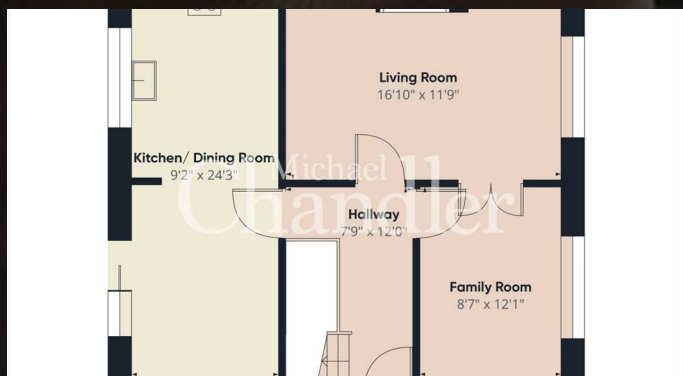 Living Room
16'10" x 11'9"
Kitchen/ Dining Room
9'2" x 24'3"
Michael
Chandler
Hallway
7'9" x 12'0"
Family Room
8'7" x 12'1"